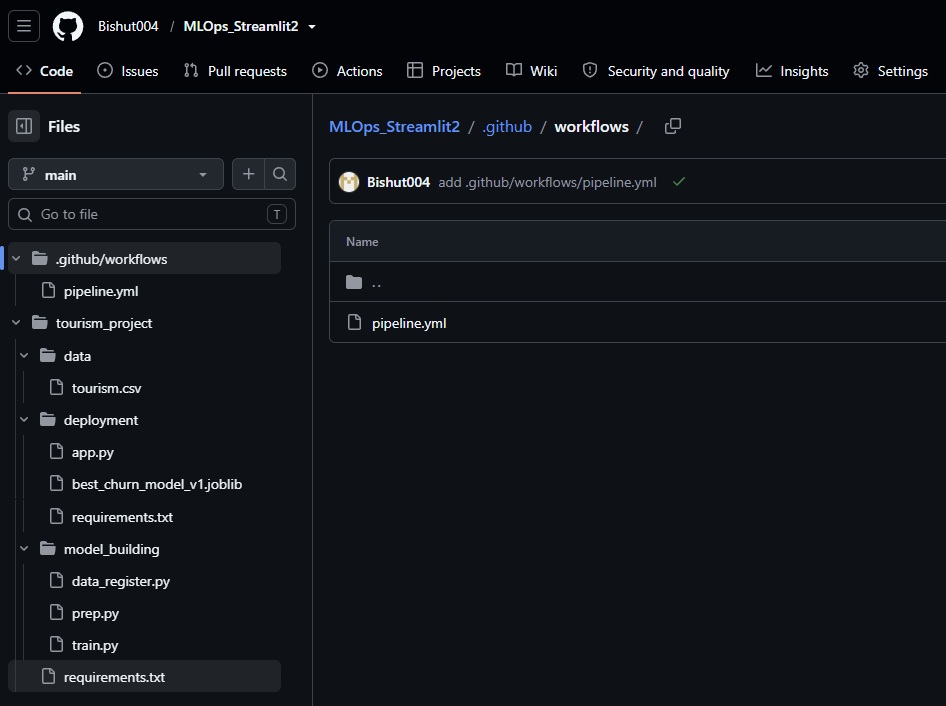 Bishut004 / MLOps_Streamlit2
Code Issues Pull requests Actions Projects Wiki Security and quality Insights Settings
Files
main
Go to file T
.github/workflows
pipeline.yml
tourism_project
data
tourism.csv
deployment
app.py
best_churn_model_v1.joblib
requirements.txt
model_building
data_register.py
prep.py
train.py
requirements.txt
MLOps_Streamlit2 / .github / workflows /
Bishut004 add .github/workflows/pipeline.yml
Name
..
pipeline.yml